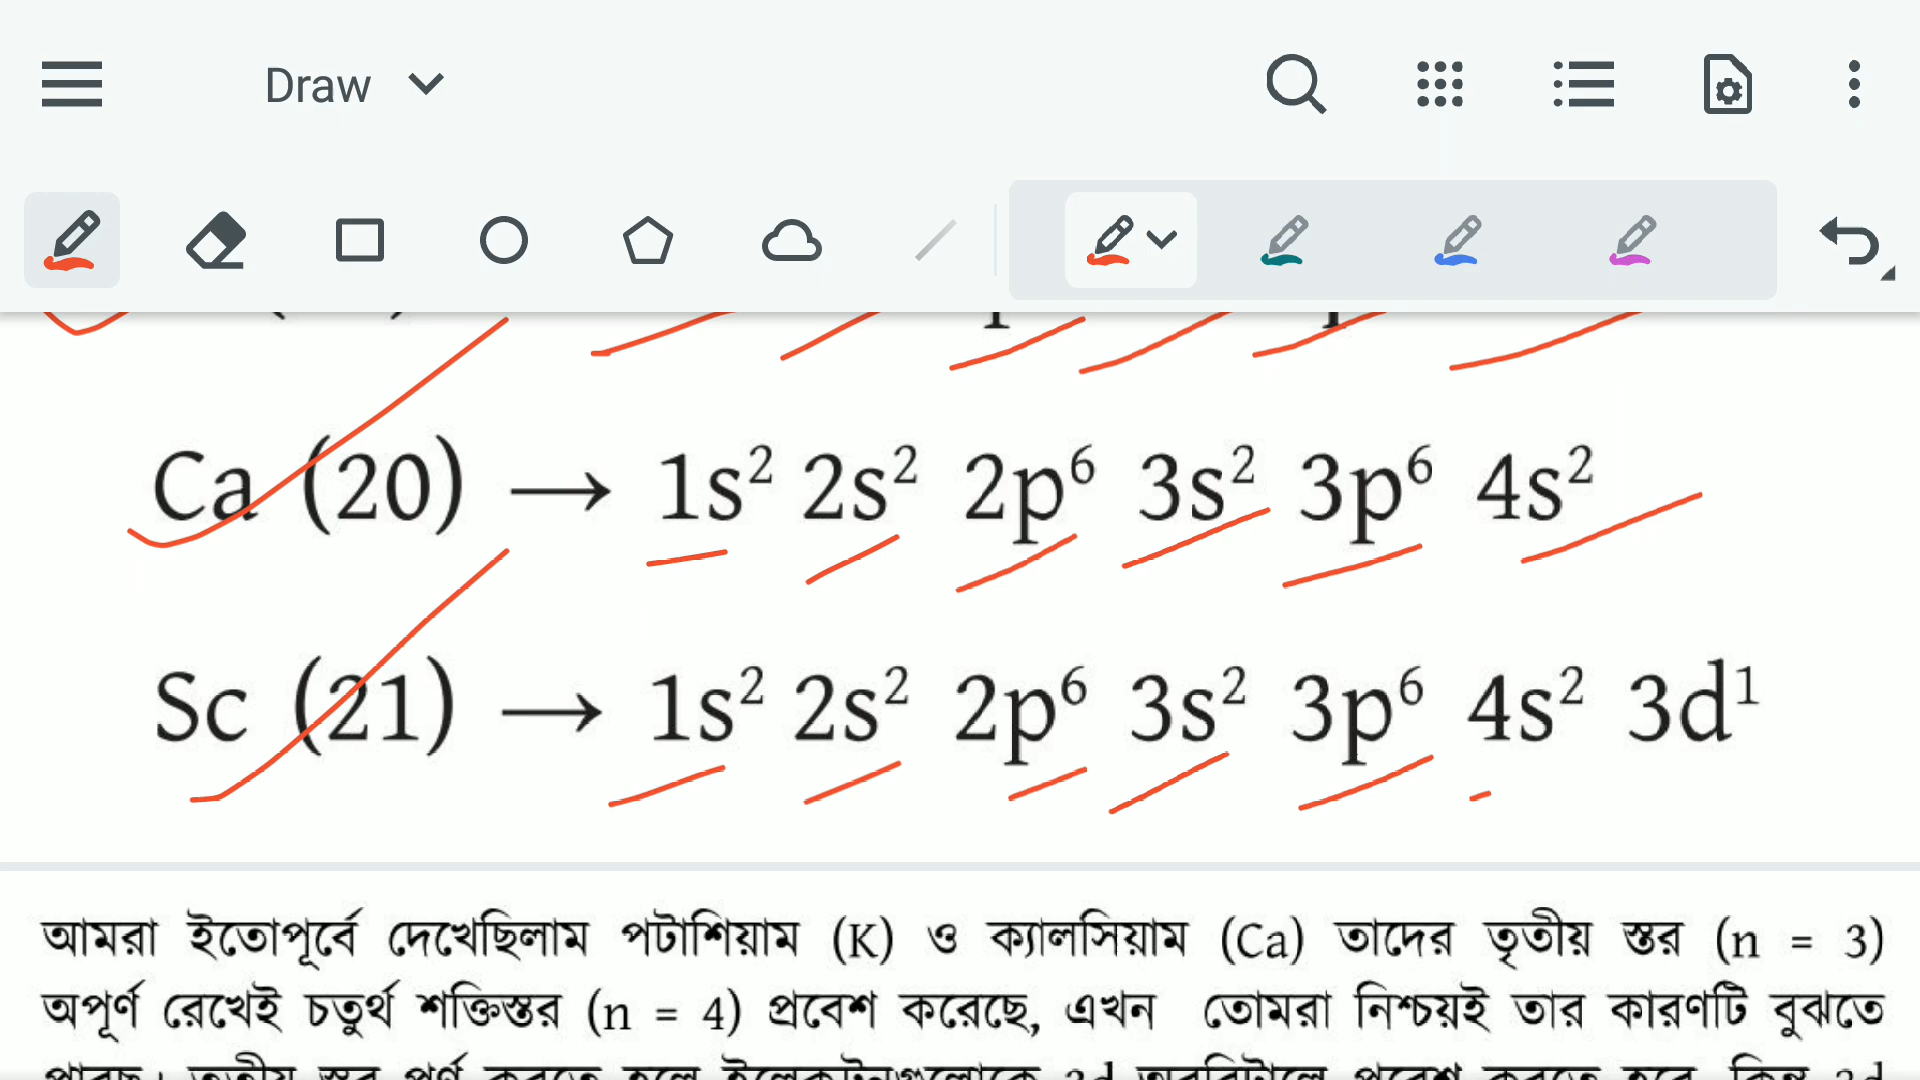 Draw
Ca (20) → 1s² 2s² 2p⁶ 3s² 3p⁶ 4s²
Sc (21) → 1s² 2s² 2p⁶ 3s² 3p⁶ 4s² 3d¹
আমরা ইতোপূর্বে দেখেছিলাম পটাশিয়াম (K) ও ক্যালসিয়াম (Ca) তাদের তৃতীয় স্তর (n = 3)
অপূর্ণ রেখেই চতুর্থ শক্তিস্তর (n = 4) প্রবেশ করেছে, এখন তোমরা নিশ্চয়ই তার কারণটি বুঝতে